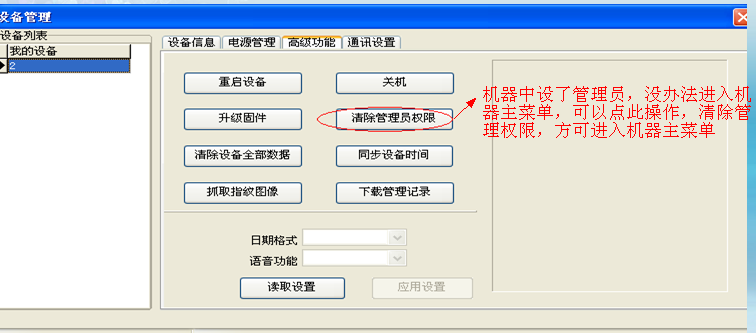 设备管理
设备列表
我的设备
2
设备信息 电源管理 高级功能 通讯设置
重启设备 关机
升级固件 清除管理员权限
清除设备全部数据 同步设备时间
抓取指纹图像 下载管理记录
日期格式
语音功能
读取设置 应用设置
机器中设了管理员，没办法进入机
器主菜单，可以点此操作，清除管
理权限，方可进入机器主菜单